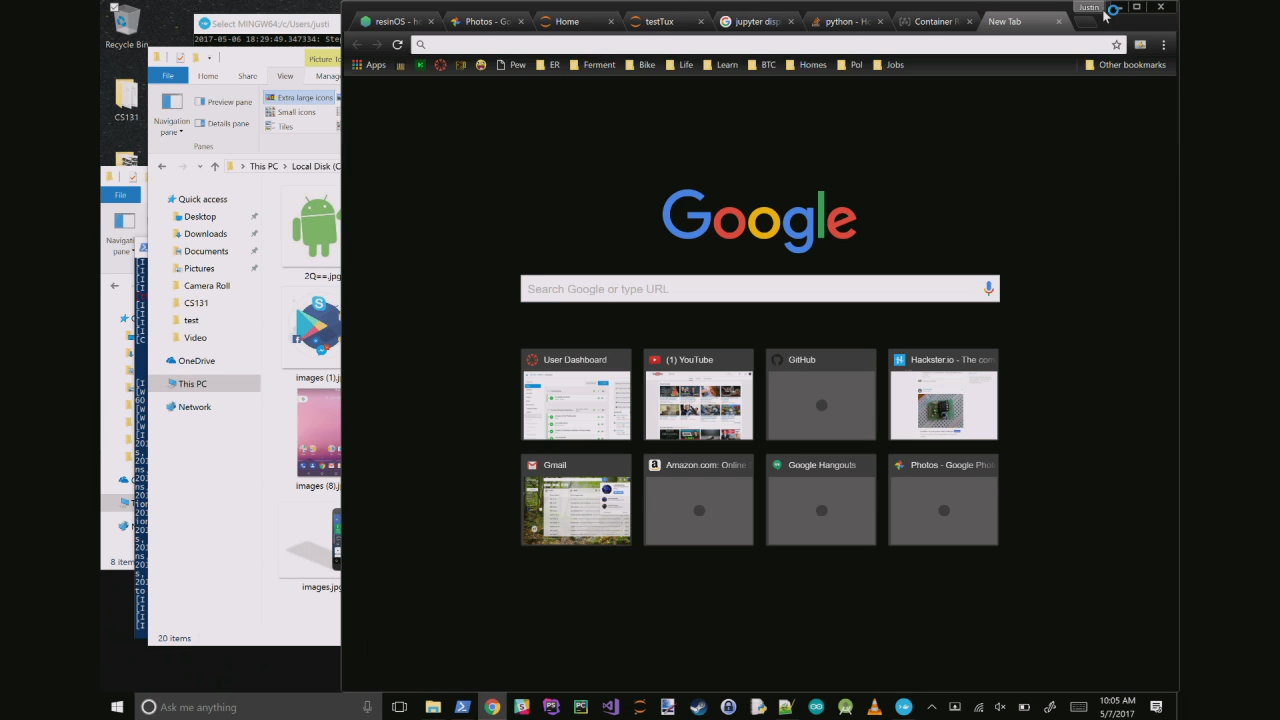 Recycle Bin
CS131
Select MINGW64:/c/Users/justi
2017-05-06 18:29:49.347334: Step
Picture To
File
Home
Share
View
Manag
Navigation pane
Preview pane
Details pane
Panes
Extra large icons
Small icons
Tiles
This PC
Local Disk (C
Quick access
Desktop
Downloads
Documents
Pictures
Camera Roll
CS131
test
Video
OneDrive
This PC
Network
2Q==.jpg
images (1).j
images (8).j
images.jpg
20 items
File
Navigati
8 item
Justin
resinOS - ha
Photos - Go
Home
testTux
jupyter disp
python - Ho
Container R
New Tab
Apps
Pew
ER
Ferment
Bike
Life
Learn
BTC
Homes
Pol
Jobs
Other bookmarks
Google
Search Google or type URL
User Dashboard
(1) YouTube
GitHub
Hackster.io - The com
Gmail
Amazon.com: Online
Google Hangouts
Photos - Google Phot
Ask me anything
10:05 AM
5/7/2017